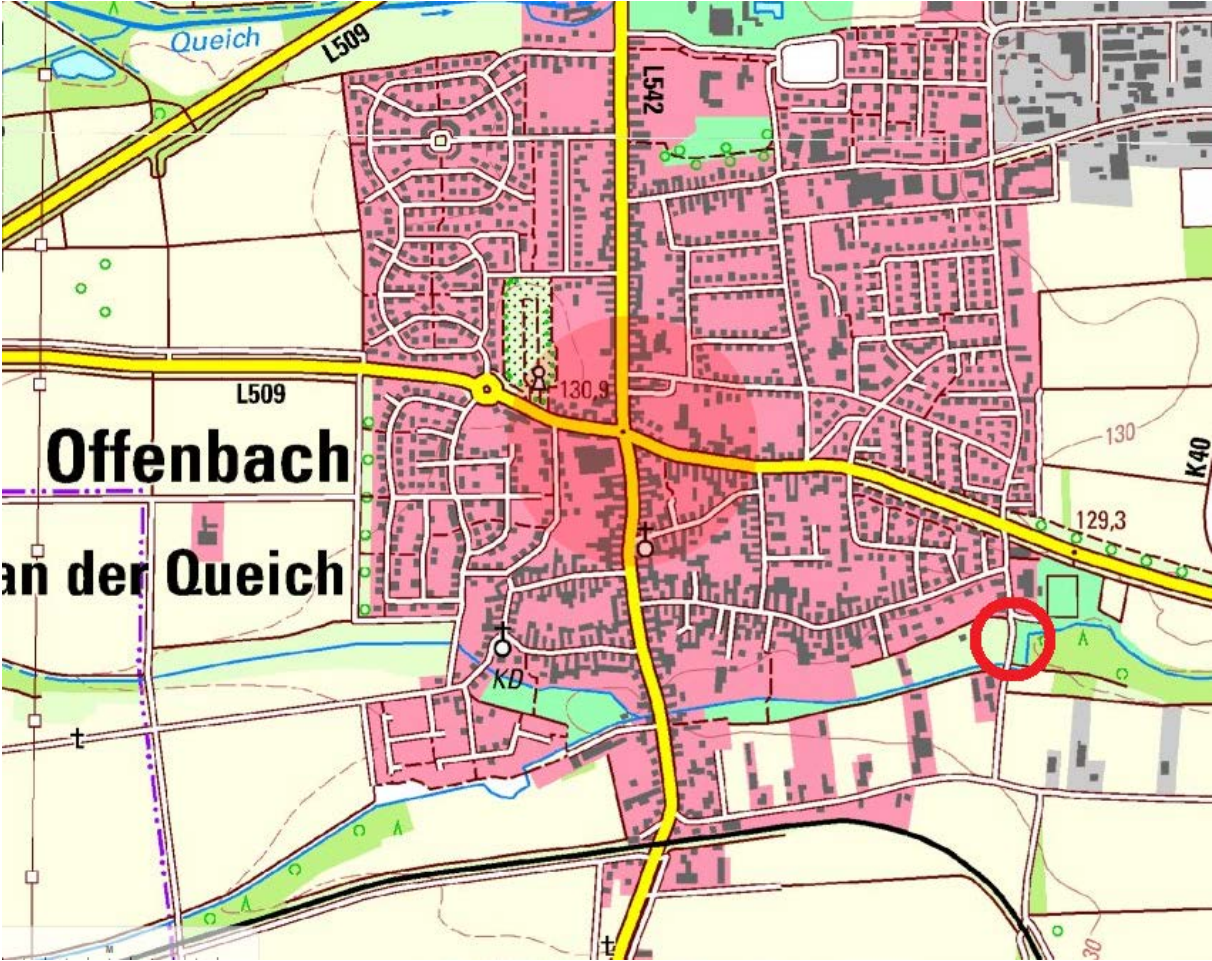 Queich
L509
L542
130,9
L509
Offenbach
130
K40
129,3
an der Queich
KD
M
30